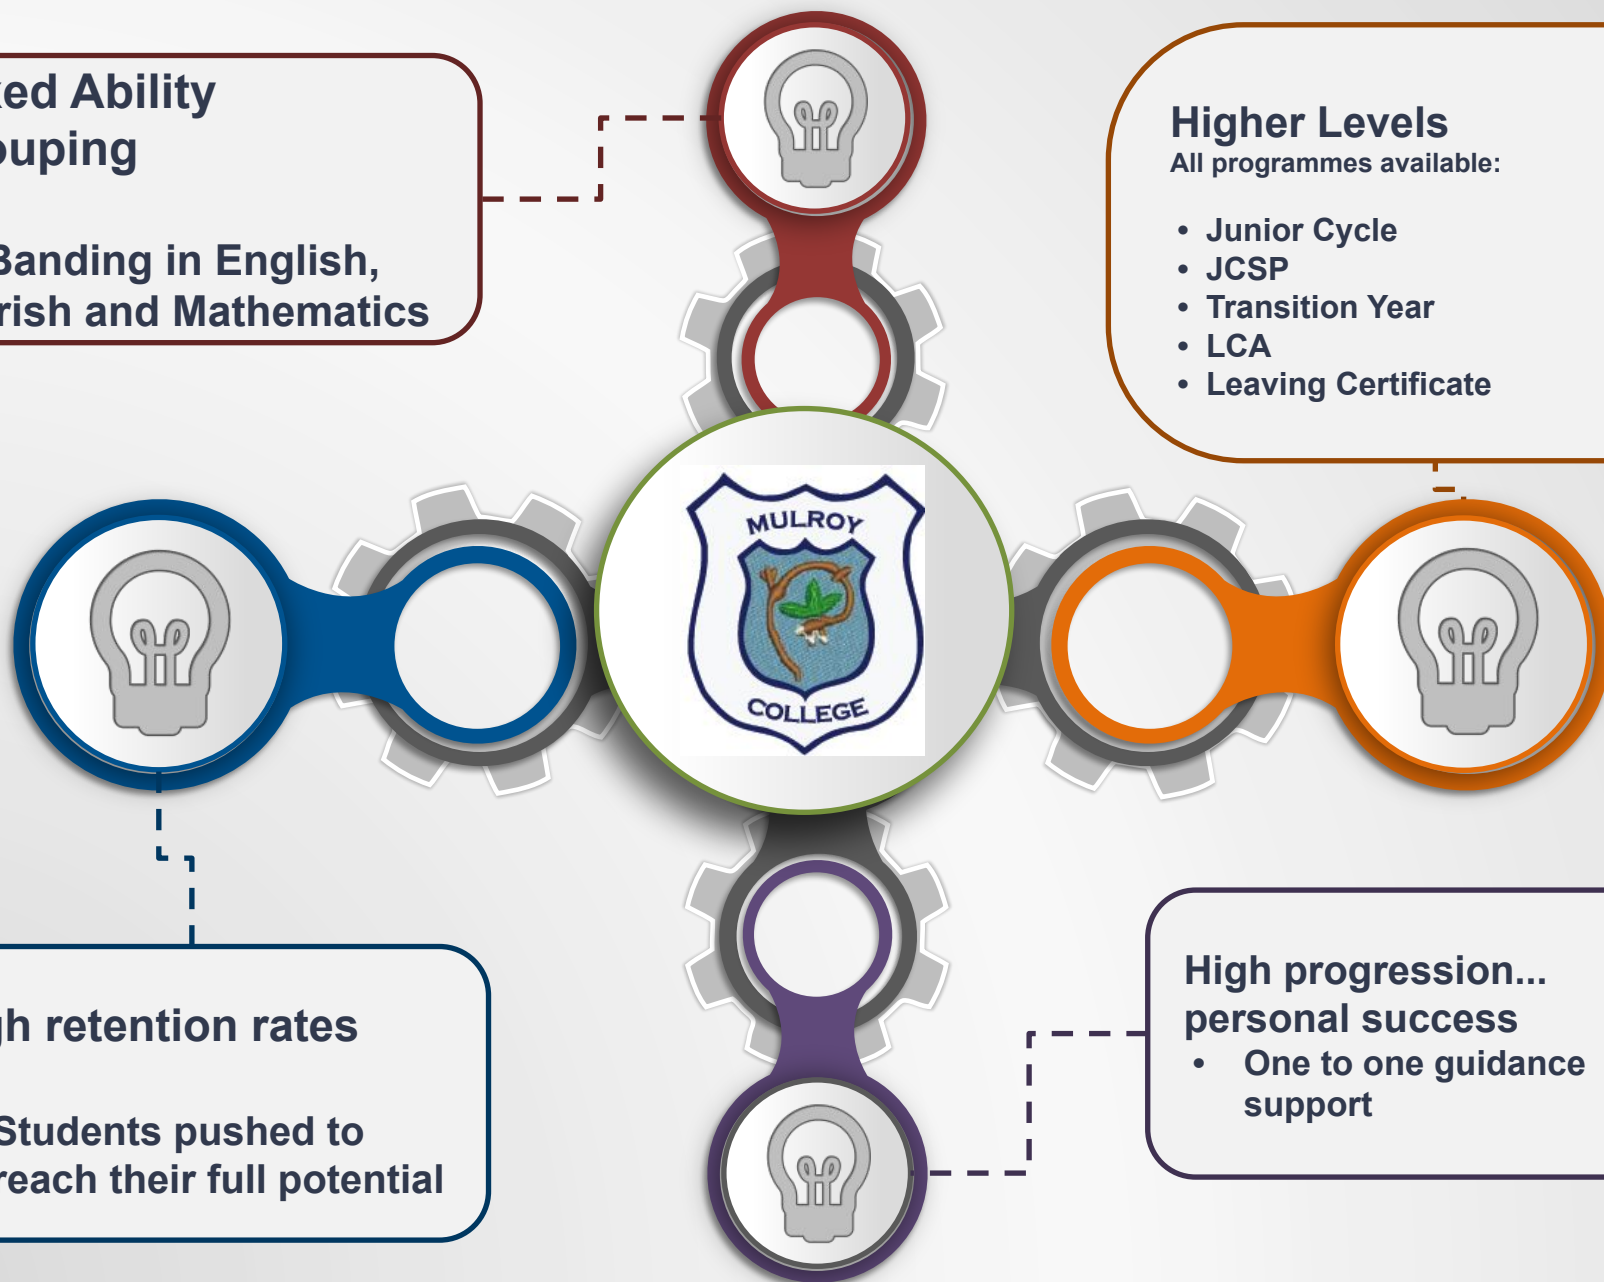 ked Ability
ouping
Banding in English,
rish and Mathematics
Higher Levels
All programmes available:
• Junior Cycle
• JCSP
• Transition Year
• LCA
• Leaving Certificate
MULROY
COLLEGE
gh retention rates
Students pushed to
reach their full potential
High progression...
personal success
• One to one guidance
support